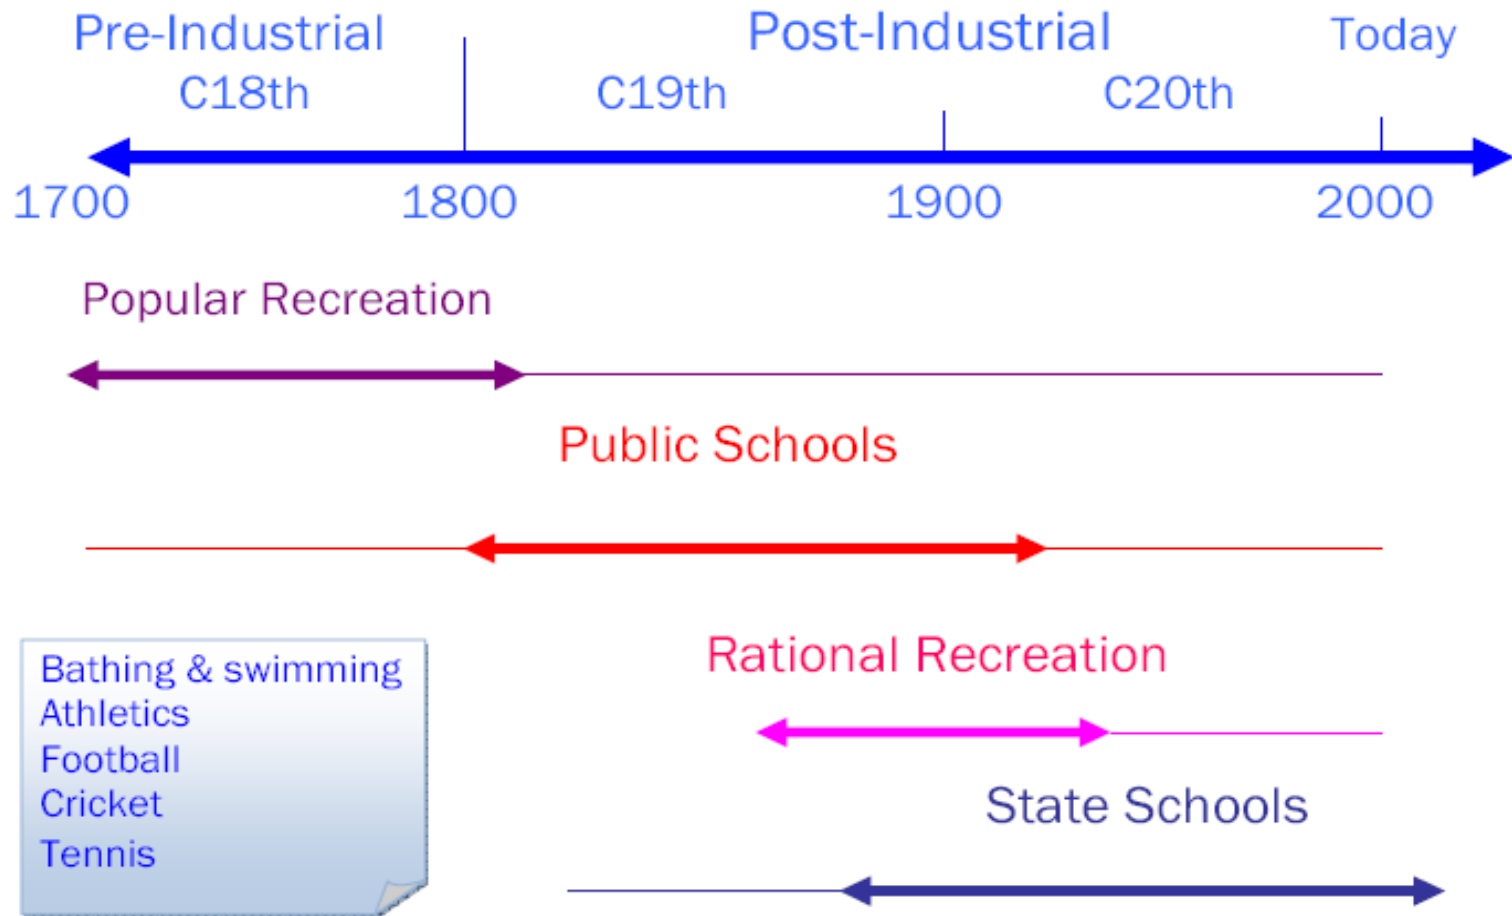 Pre-Industrial Post-Industrial Today
C18th C19th C20th
1700 1800 1900 2000
Popular Recreation
Public Schools
Rational Recreation
State Schools
Bathing & swimming
Athletics
Football
Cricket
Tennis